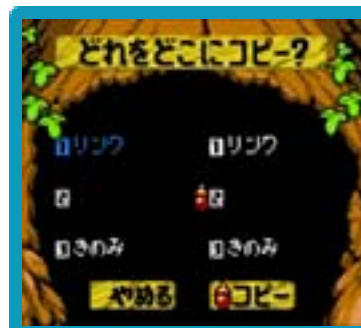 どれをどこにコピー?
1リンク 1リンク
2 2
3きのみ 3きのみ
やめる コピー